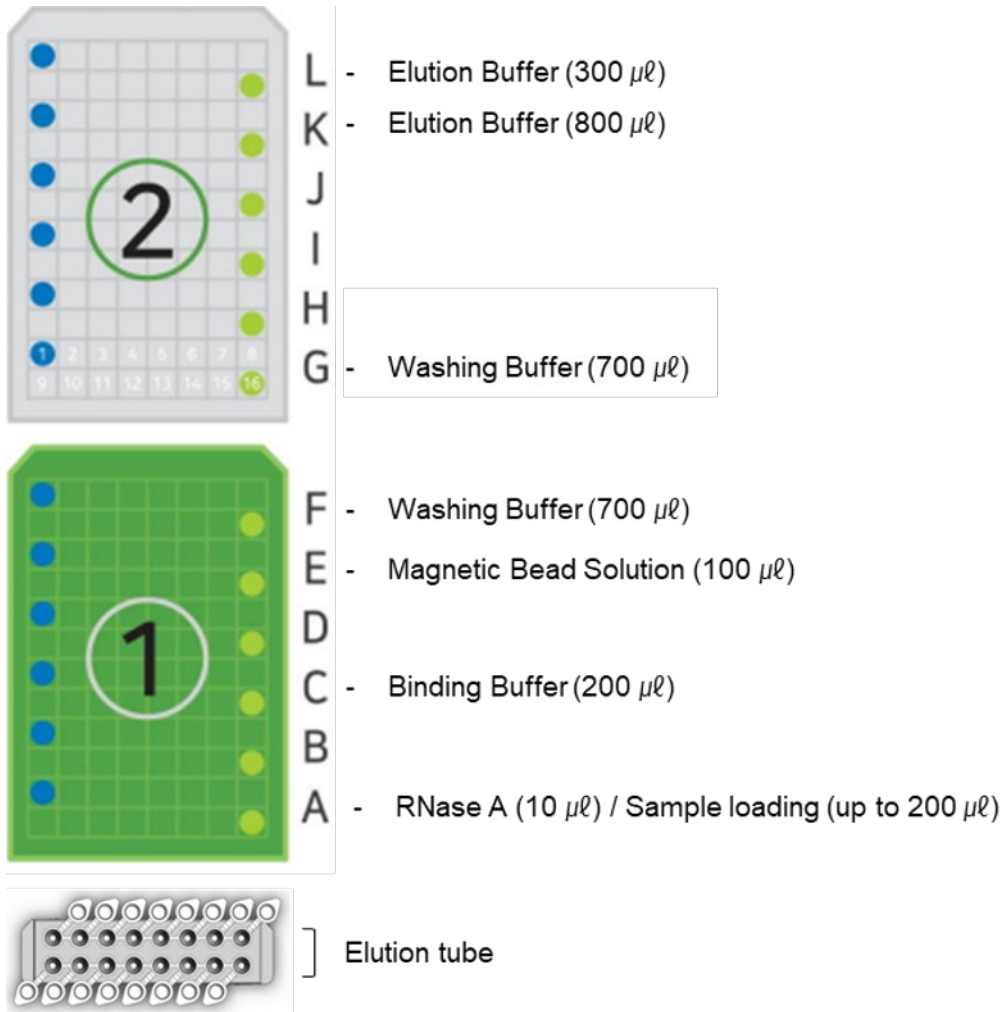 L - Elution Buffer (300 ㎕)
K - Elution Buffer (800 ㎕)
J
I
H
G - Washing Buffer (700 ㎕)
2
1 2 3 4 5 6 7 8
9 10 11 12 13 14 15 16
F - Washing Buffer (700 ㎕)
E - Magnetic Bead Solution (100 ㎕)
D
C - Binding Buffer (200 ㎕)
B
A - RNase A (10 ㎕) / Sample loading (up to 200 ㎕)
1
Elution tube